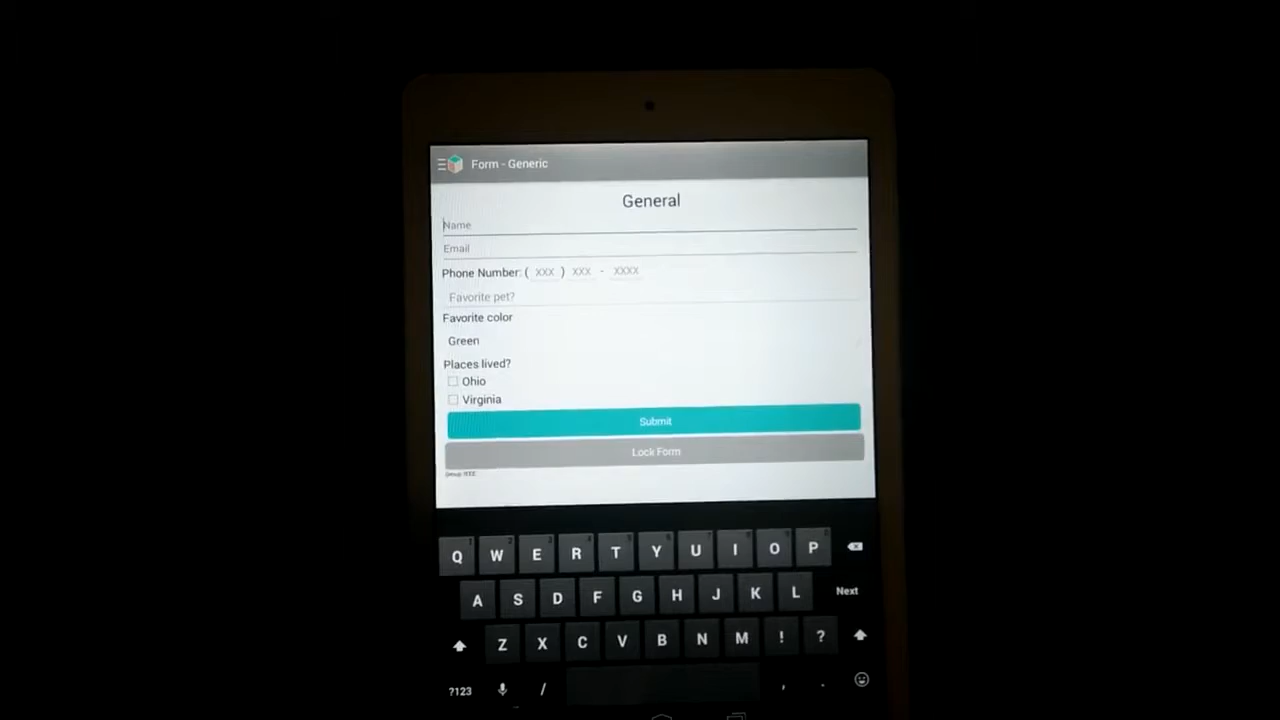 Form - Generic
General
Name
Email
Phone Number: ( XXX ) XXX - XXXX
Favorite pet?
Favorite color
Green
Places lived?
Ohio
Virginia
Submit
Lock Form
Q W E R T Y U I O P
A S D F G H J K L Next
Z X C V B N M ! ?
?123 / , .